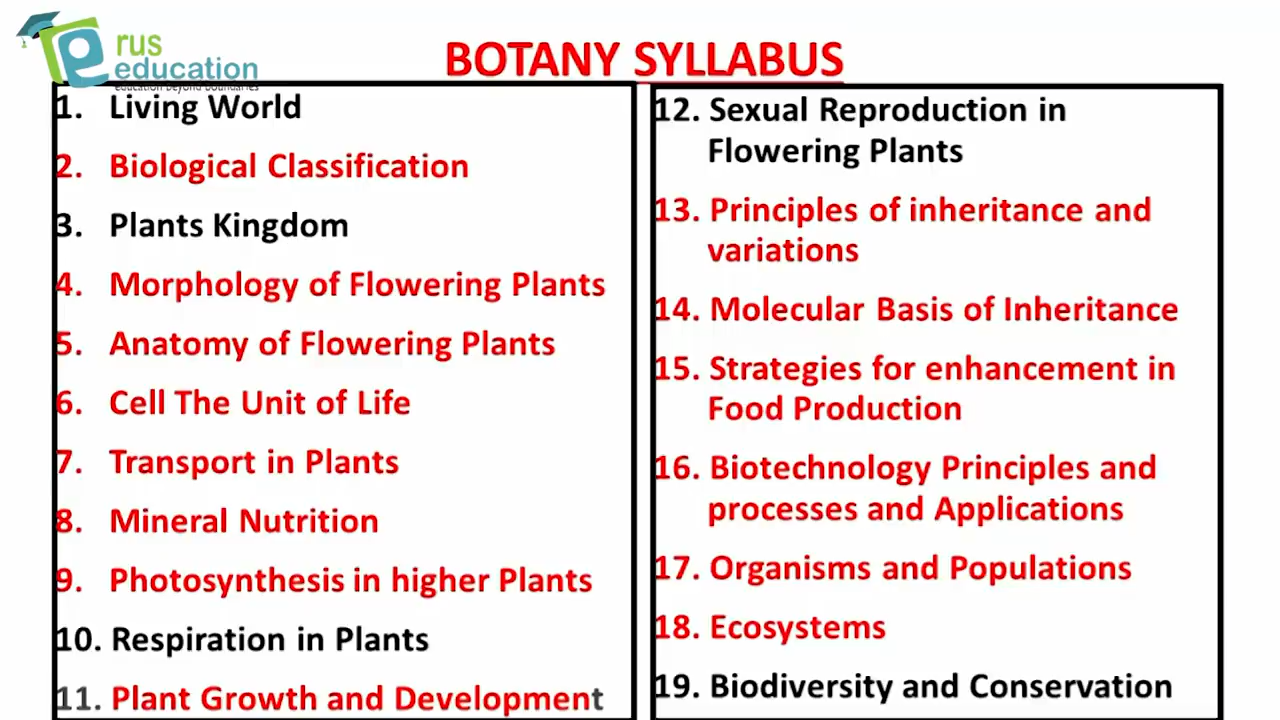 rus
education
education beyond boundaries
BOTANY SYLLABUS
1. Living World
2. Biological Classification
3. Plants Kingdom
4. Morphology of Flowering Plants
5. Anatomy of Flowering Plants
6. Cell The Unit of Life
7. Transport in Plants
8. Mineral Nutrition
9. Photosynthesis in higher Plants
10. Respiration in Plants
11. Plant Growth and Development
12. Sexual Reproduction in
Flowering Plants
13. Principles of inheritance and
variations
14. Molecular Basis of Inheritance
15. Strategies for enhancement in
Food Production
16. Biotechnology Principles and
processes and Applications
17. Organisms and Populations
18. Ecosystems
19. Biodiversity and Conservation